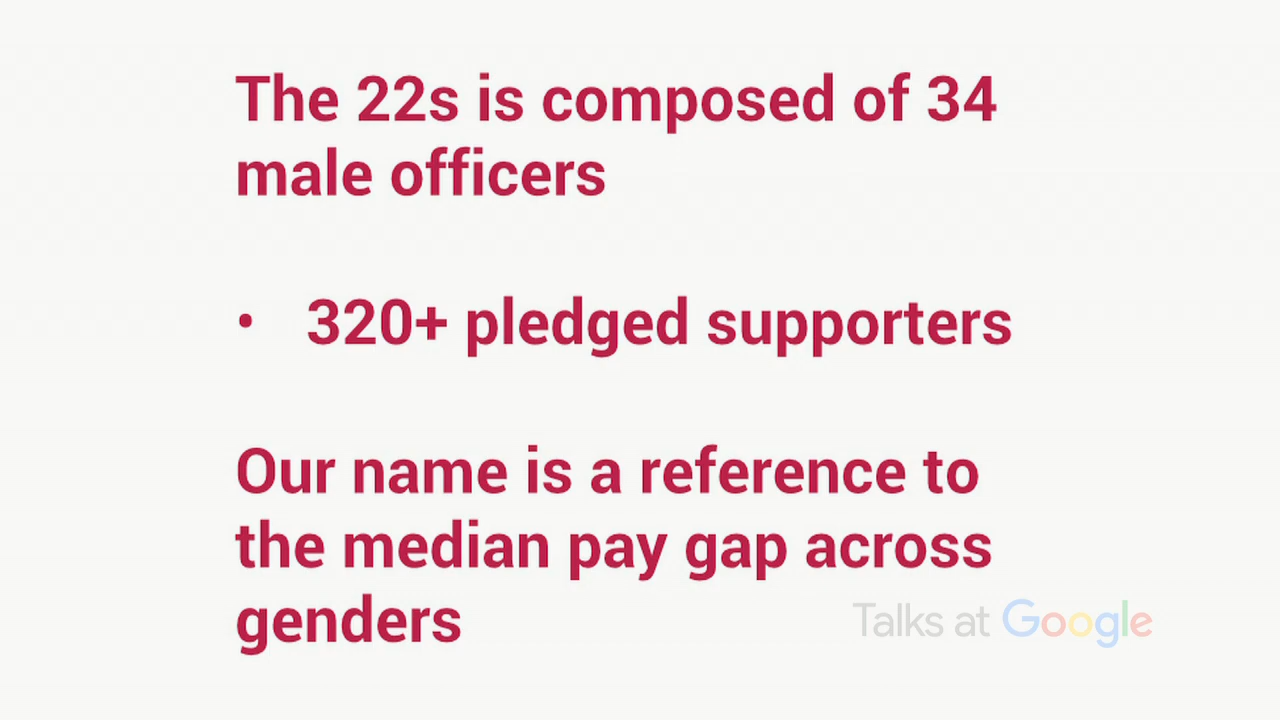 The 22s is composed of 34
male officers
• 320+ pledged supporters
Our name is a reference to
the median pay gap across
genders
Talks at Google